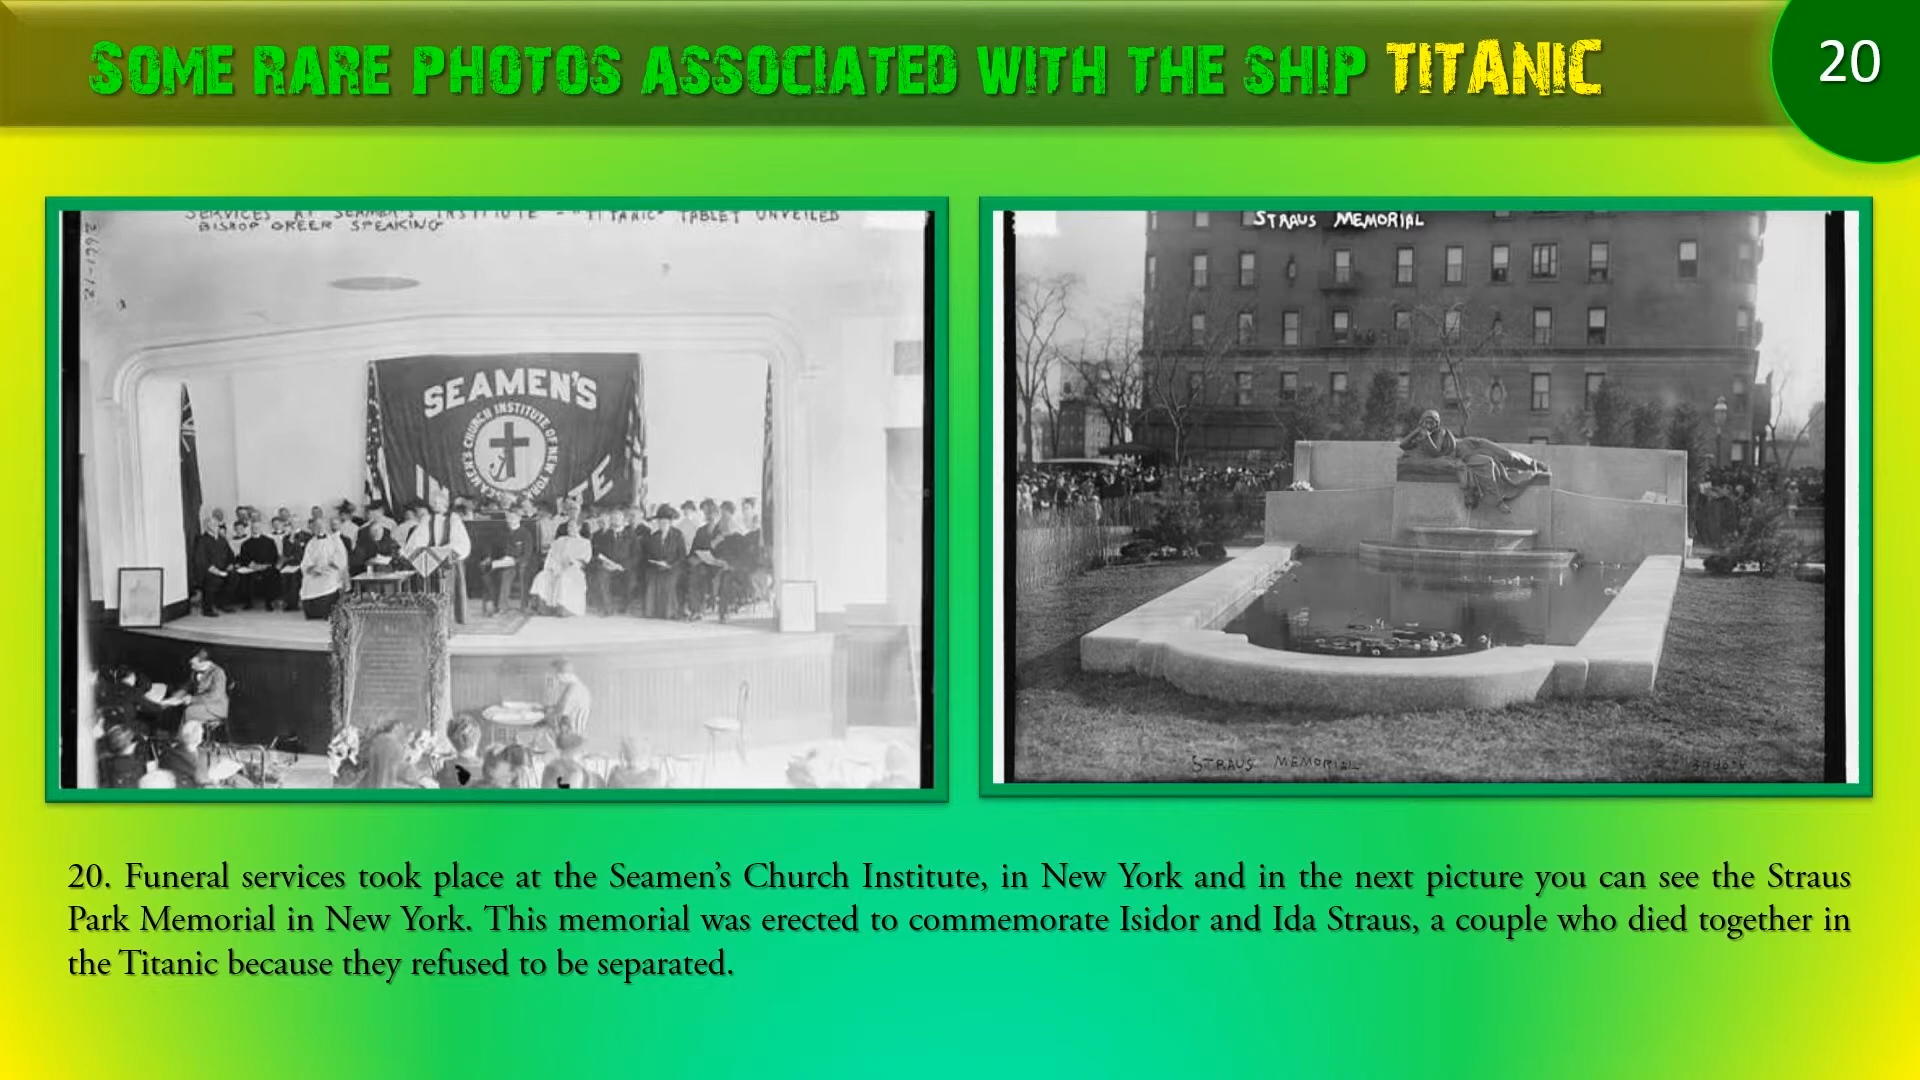 SOME RARE PHOTOS ASSOCIATED WITH THE SHIP TITANIC
20
SERVICES AT SEAMEN'S INSTITUTE - "TITANIC" TABLET UNVEILED
BISHOP GREER SPEAKING
2661-12
SEAMEN'S
SEAMEN'S CHURCH INSTITUTE OF NEW YORK
STRAUS MEMORIAL
STRAUS MEMORIAL
20. Funeral services took place at the Seamen's Church Institute, in New York and in the next picture you can see the Straus
Park Memorial in New York. This memorial was erected to commemorate Isidor and Ida Straus, a couple who died together in
the Titanic because they refused to be separated.